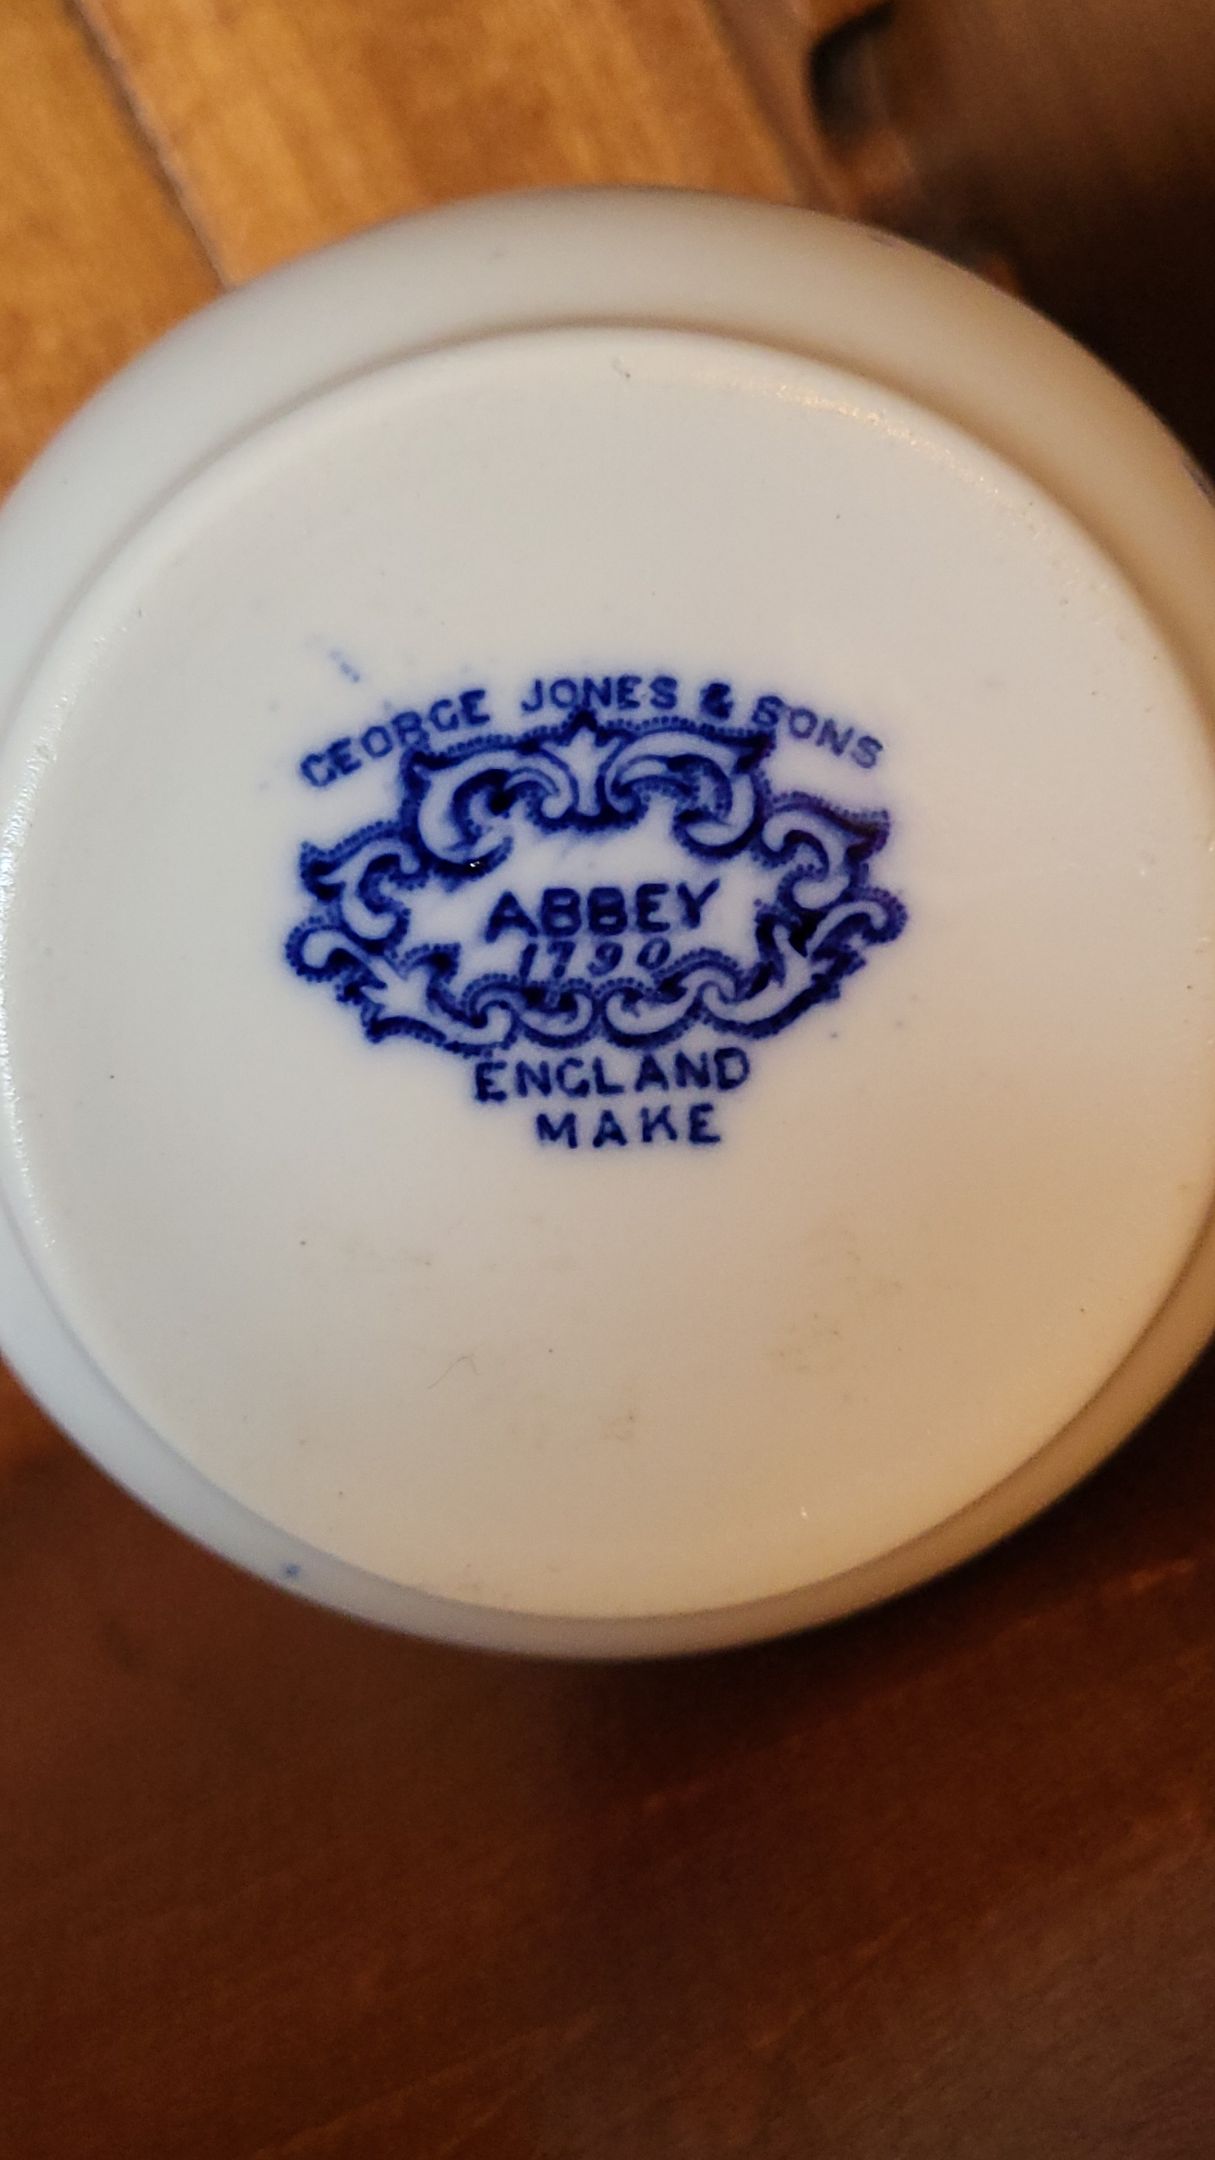 GEORGE JONES & SONS
ABBEY
1790
ENGLAND
MAKE